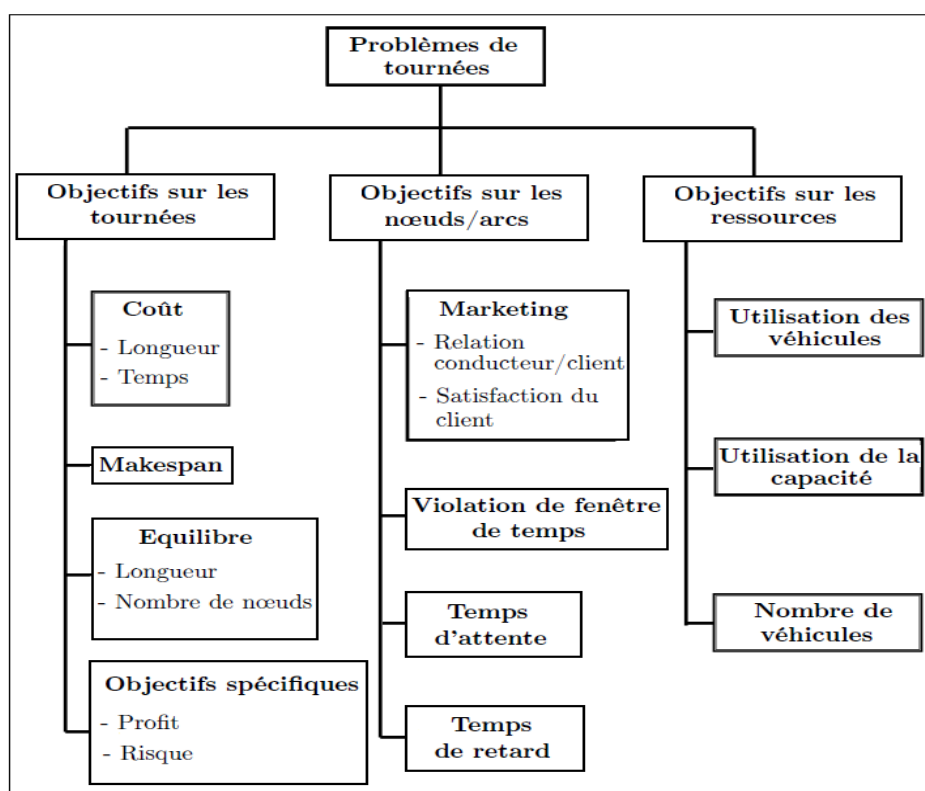 Problèmes de
tournées
Objectifs sur les
tournées
Coût
- Longueur
- Temps
Makespan
Equilibre
- Longueur
- Nombre de nœuds
Objectifs spécifiques
- Profit
- Risque
Objectifs sur les
nœuds/arcs
Marketing
- Relation
conducteur/client
- Satisfaction du
client
Violation de fenêtre
de temps
Temps
d'attente
Temps
de retard
Objectifs sur les
ressources
Utilisation des
véhicules
Utilisation de la
capacité
Nombre de
véhicules